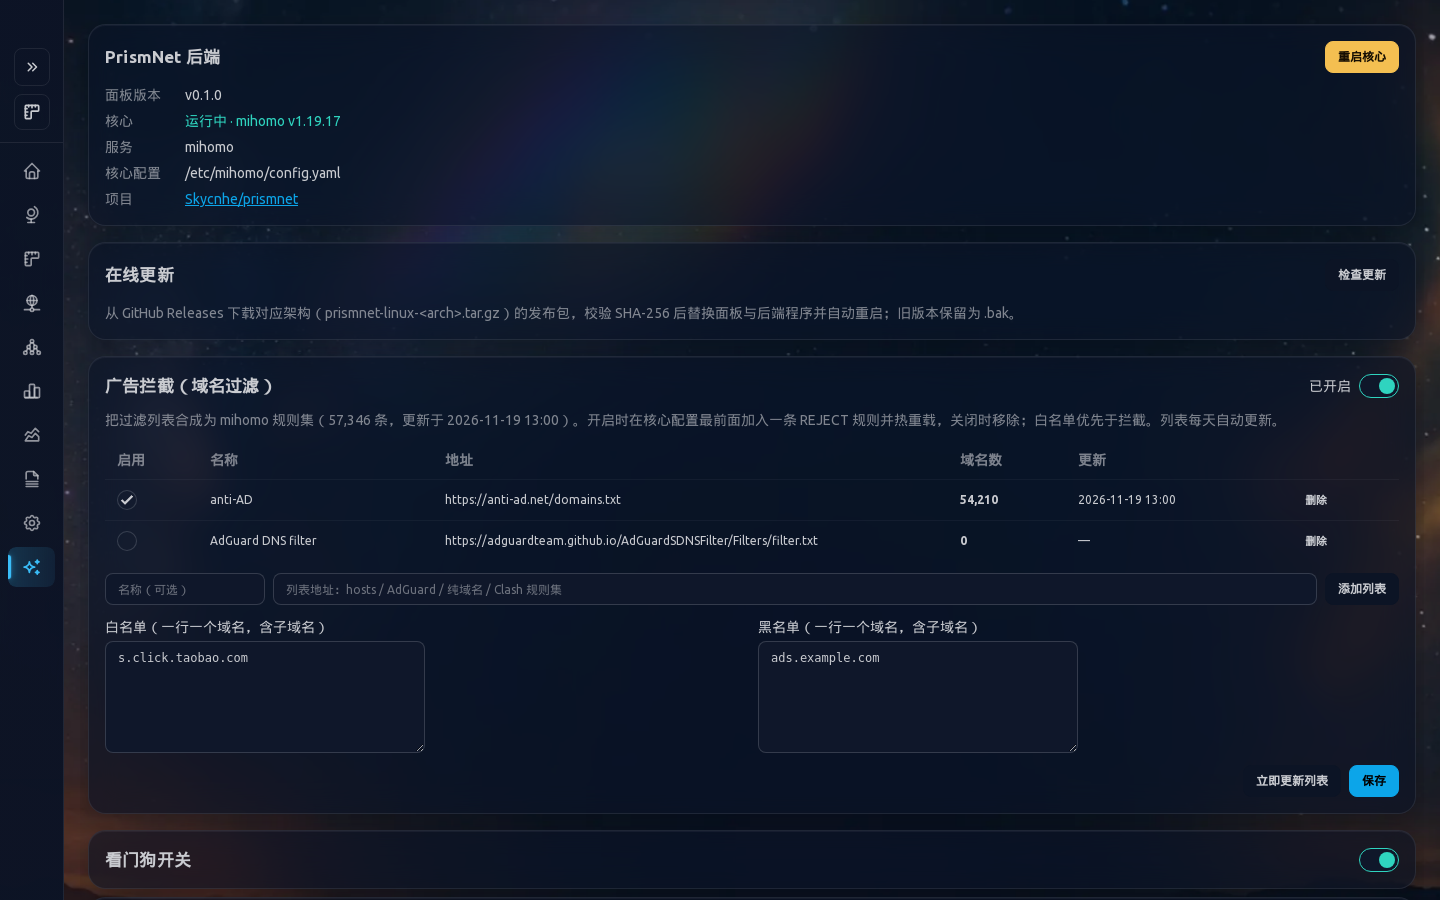 PrismNet 后端
重启核心
面板版本 v0.1.0
核心 运行中 · mihomo v1.19.17
服务 mihomo
核心配置 /etc/mihomo/config.yaml
项目 Skycnhe/prismnet
在线更新
检查更新
从 GitHub Releases 下载对应架构（prismnet-linux-<arch>.tar.gz）的发布包，校验 SHA-256 后替换面板与后端程序并自动重启；旧版本保留为 .bak。
广告拦截（域名过滤）
已开启
把过滤列表合成为 mihomo 规则集（57,346 条，更新于 2026-11-19 13:00）。开启时在核心配置最前面加入一条 REJECT 规则并热重载，关闭时移除；白名单优先于拦截。列表每天自动更新。
启用 名称 地址 域名数 更新
anti-AD https://anti-ad.net/domains.txt 54,210 2026-11-19 13:00 删除
AdGuard DNS filter https://adguardteam.github.io/AdGuardSDNSFilter/Filters/filter.txt 0 — 删除
名称（可选） 列表地址：hosts / AdGuard / 纯域名 / Clash 规则集 添加列表
白名单（一行一个域名，含子域名） 黑名单（一行一个域名，含子域名）
s.click.taobao.com ads.example.com
立即更新列表 保存
看门狗开关